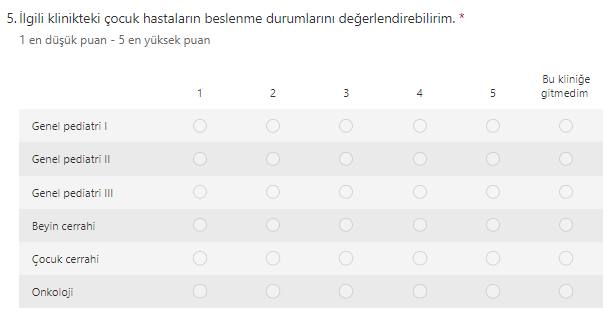 5. İlgili klinikteki çocuk hastaların beslenme durumlarını değerlendirebilirim. *
1 en düşük puan - 5 en yüksek puan
1 2 3 4 5 Bu kliniğe gitmedim
Genel pediatri I
Genel pediatri II
Genel pediatri III
Beyin cerrahi
Çocuk cerrahi
Onkoloji